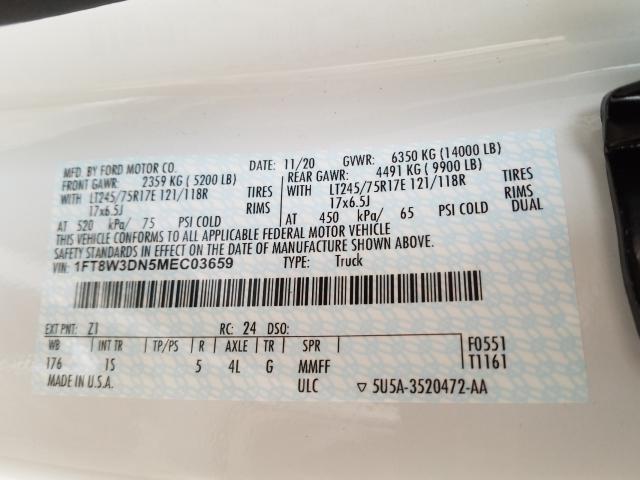 MFD. BY FORD MOTOR CO.
DATE: 11/20 GVWR: 6350 KG (14000 LB)
FRONT GAWR: 2359 KG (5200 LB)
REAR GAWR: 4491 KG (9900 LB)
WITH LT245/75R17E 121/118R TIRES
WITH LT245/75R17E 121/118R TIRES
17x6.5J RIMS
17x6.5J RIMS
AT 520 kPa/ 75 PSI COLD
AT 450 kPa/ 65 PSI COLD DUAL
THIS VEHICLE CONFORMS TO ALL APPLICABLE FEDERAL MOTOR VEHICLE
SAFETY STANDARDS IN EFFECT ON THE DATE OF MANUFACTURE SHOWN ABOVE.
VIN: 1FT8W3DN5MEC03659 TYPE: Truck
EXT PNT: Z1 RC: 24 DSO:
WB INT TR TP/PS R AXLE TR SPR F0551
176 1S 5 4L G MMFF T1161
MADE IN U.S.A. ULC ▽ 5U5A-3520472-AA